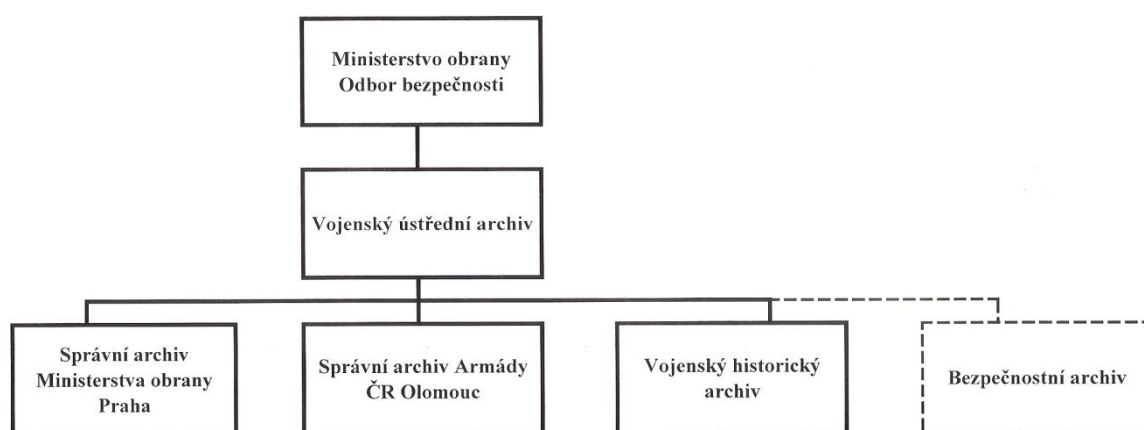 Ministerstvo obrany
Odbor bezpečnosti
Vojenský ústřední archiv
Správní archiv
Ministerstva obrany
Praha
Správní archiv Armády
ČR Olomouc
Vojenský historický
archiv
Bezpečnostní archiv